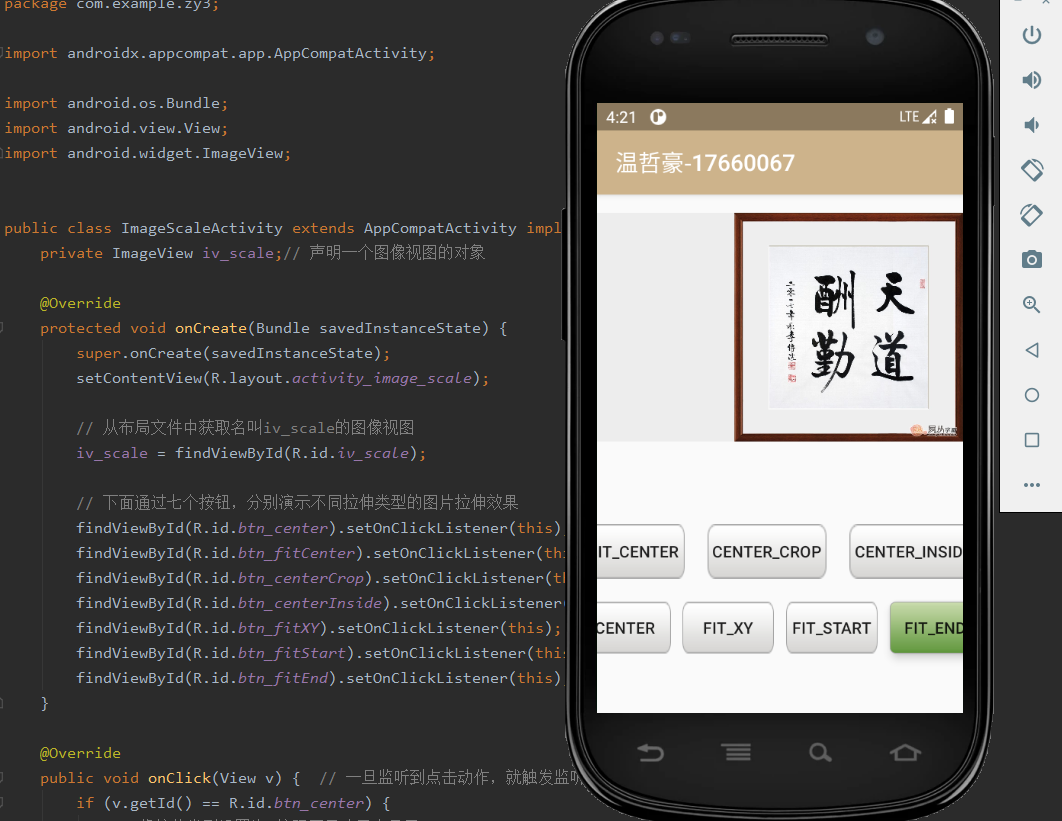 package com.example.zy3;
import androidx.appcompat.app.AppCompatActivity;
import android.os.Bundle;
import android.view.View;
import android.widget.ImageView;
public class ImageScaleActivity extends AppCompatActivity impl
private ImageView iv_scale;// 声明一个图像视图的对象
@Override
protected void onCreate(Bundle savedInstanceState) {
super.onCreate(savedInstanceState);
setContentView(R.layout.activity_image_scale);
// 从布局文件中获取名叫iv_scale的图像视图
iv_scale = findViewById(R.id.iv_scale);
// 下面通过七个按钮，分别演示不同拉伸类型的图片拉伸效果
findViewById(R.id.btn_center).setOnClickListener(this)
findViewById(R.id.btn_fitCenter).setOnClickListener(thi
findViewById(R.id.btn_centerCrop).setOnClickListener(th
findViewById(R.id.btn_centerInside).setOnClickListener(
findViewById(R.id.btn_fitXY).setOnClickListener(this);
findViewById(R.id.btn_fitStart).setOnClickListener(this
findViewById(R.id.btn_fitEnd).setOnClickListener(this)
}
@Override
public void onClick(View v) { // 一旦监听到点击动作，就触发监听
if (v.getId() == R.id.btn_center) {
4:21
LTE
温哲豪-17660067
天道
酬勤
IT_CENTER
CENTER_CROP
CENTER_INSID
CENTER
FIT_XY
FIT_START
FIT_END